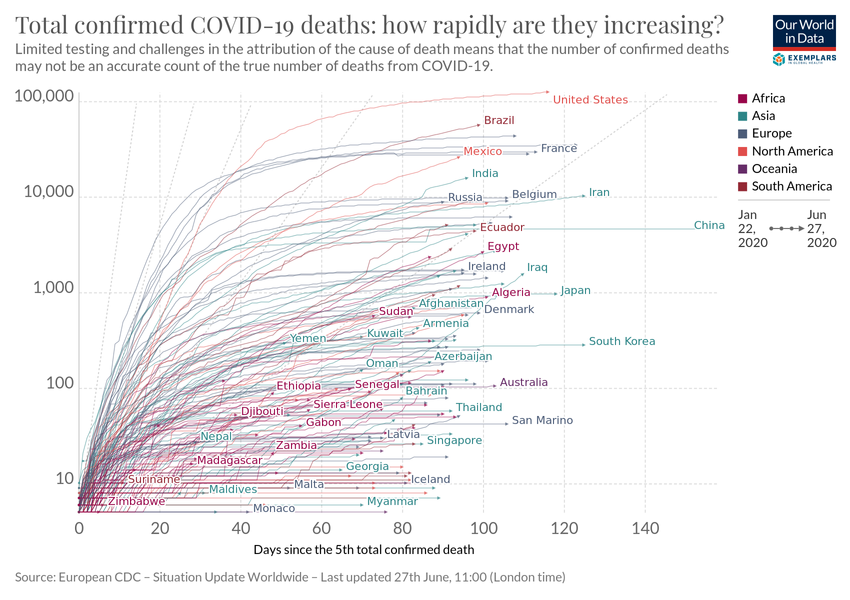 Total confirmed COVID-19 deaths: how rapidly are they increasing?
Limited testing and challenges in the attribution of the cause of death means that the number of confirmed deaths
may not be an accurate count of the true number of deaths from COVID-19.
Our World
in Data
EXEMPLARS
IN GLOBAL HEALTH
100,000
10,000
1,000
100
10
United States
Brazil
France
Mexico
India
Iran
Russia
Belgium
Ecuador
China
Egypt
Ireland
Iraq
Algeria
Japan
Afghanistan
Sudan
Denmark
Armenia
Kuwait
Yemen
South Korea
Azerbaijan
Oman
Ethiopia
Senegal
Australia
Bahrain
Sierra Leone
Djibouti
Thailand
Gabon
San Marino
Nepal
Latvia
Singapore
Zambia
Madagascar
Georgia
Suriname
Iceland
Malta
Maldives
Zimbabwe
Myanmar
Monaco
0
20
40
60
80
100
120
140
Days since the 5th total confirmed death
Africa
Asia
Europe
North America
Oceania
South America
Jan
22,
2020
Jun
27,
2020
Source: European CDC – Situation Update Worldwide – Last updated 27th June, 11:00 (London time)